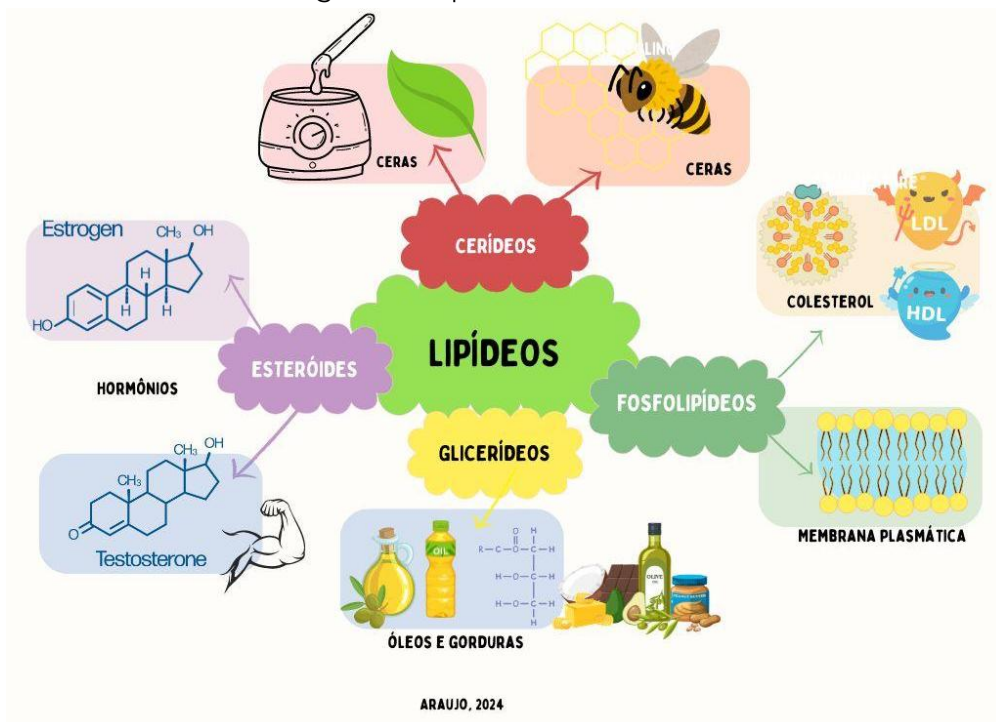 CERAS
CERAS
CERÍDEOS
LDL
HDL
COLESTEROL
Estrogen
CH₃
OH
H
H
H
HO
HORMÔNIOS
ESTERÓIDES
LIPÍDEOS
FOSFOLIPÍDEOS
GLICERÍDEOS
CH₃
OH
CH₃
O
Testosterone
MEMBRANA PLASMÁTICA
OIL
O H
R-C-O-C-H
H-O-C-H
H-O-C-H
H
OLIVE
ÓLEOS E GORDURAS
ARAUJO, 2024